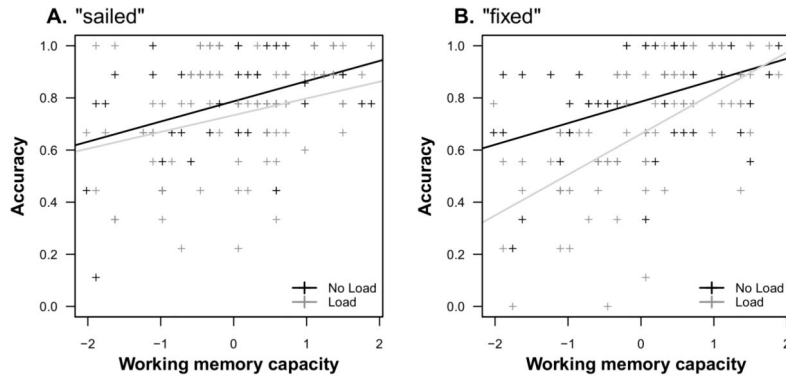 A. "sailed"
1.0
0.8
0.6
0.4
0.2
0.0
Accuracy
No Load
Load
−2 −1 0 1 2
Working memory capacity
B. "fixed"
1.0
0.8
0.6
0.4
0.2
0.0
Accuracy
No Load
Load
−2 −1 0 1 2
Working memory capacity